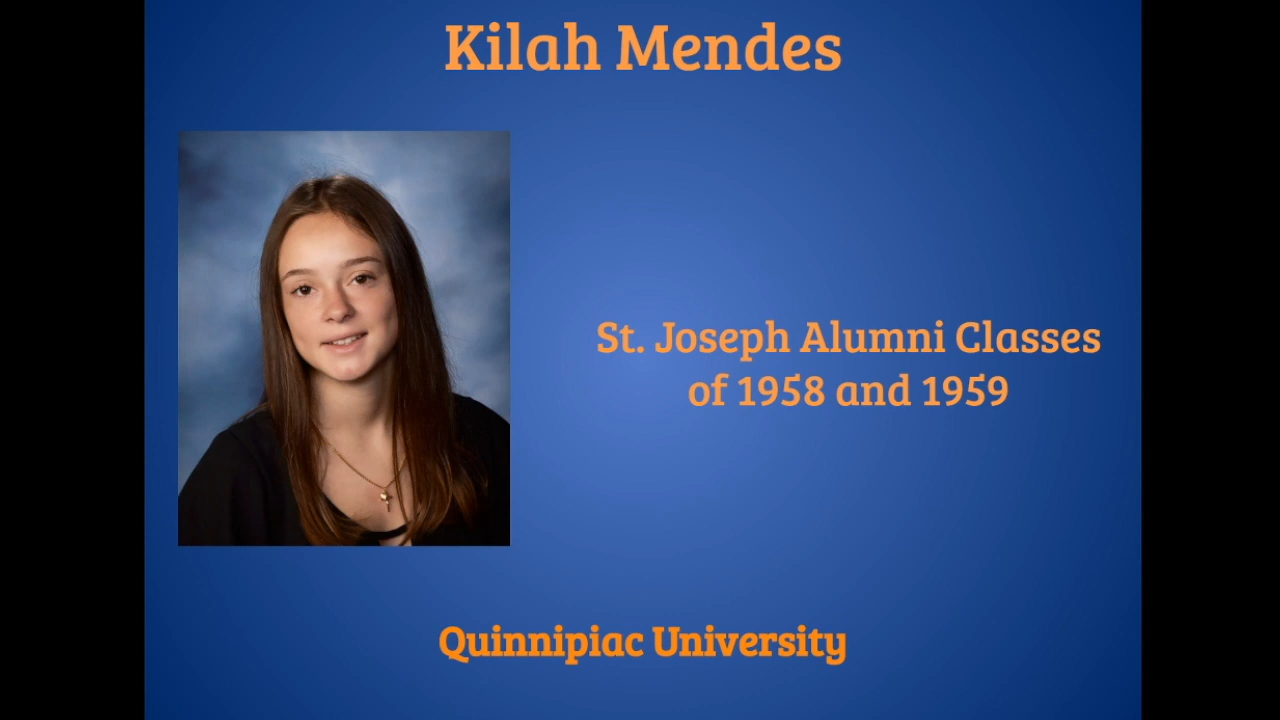 Kilah Mendes
St. Joseph Alumni Classes
of 1958 and 1959
Quinnipiac University